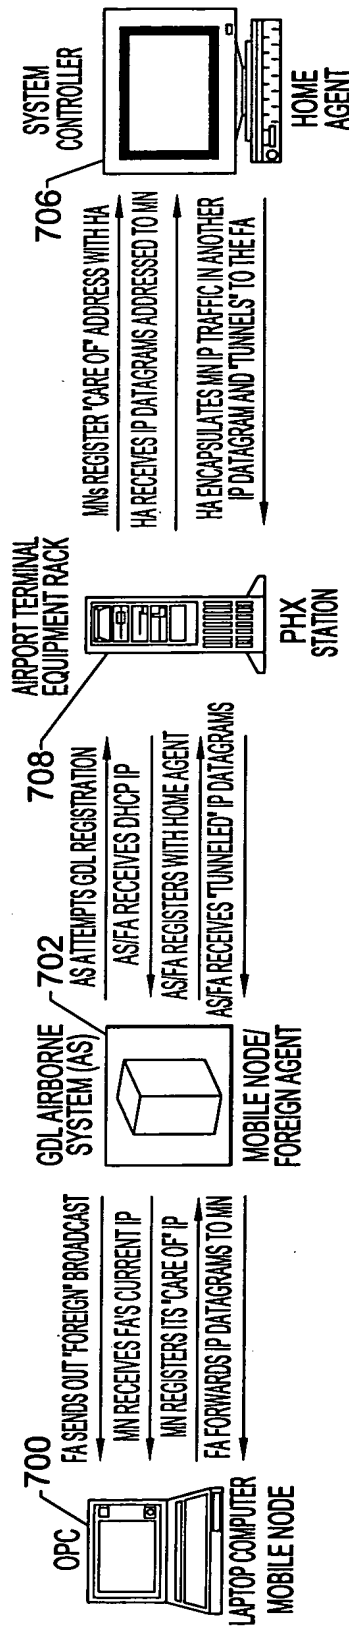 OPC
700
LAPTOP COMPUTER
MOBILE NODE
FA SENDS OUT "FOREIGN" BROADCAST
MN RECEIVES FA'S CURRENT IP
MN REGISTERS ITS "CARE OF" IP
FA FORWARDS IP DATAGRAMS TO MN
GDL AIRBORNE
SYSTEM (AS)
702
MOBILE NODE/
FOREIGN AGENT
AS ATTEMPTS GDL REGISTRATION
AS/FA RECEIVES DHCP IP
AS/FA REGISTERS WITH HOME AGENT
AS/FA RECEIVES "TUNNELED" IP DATAGRAMS
AIRPORT TERMINAL
EQUIPMENT RACK
708
PHX
STATION
MNs REGISTER "CARE OF" ADDRESS WITH HA
HA RECEIVES IP DATAGRAMS ADDRESSED TO MN
HA ENCAPSULATES MN IP TRAFFIC IN ANOTHER
IP DATAGRAM AND "TUNNELS" TO THE FA
SYSTEM
CONTROLLER
706
HOME
AGENT